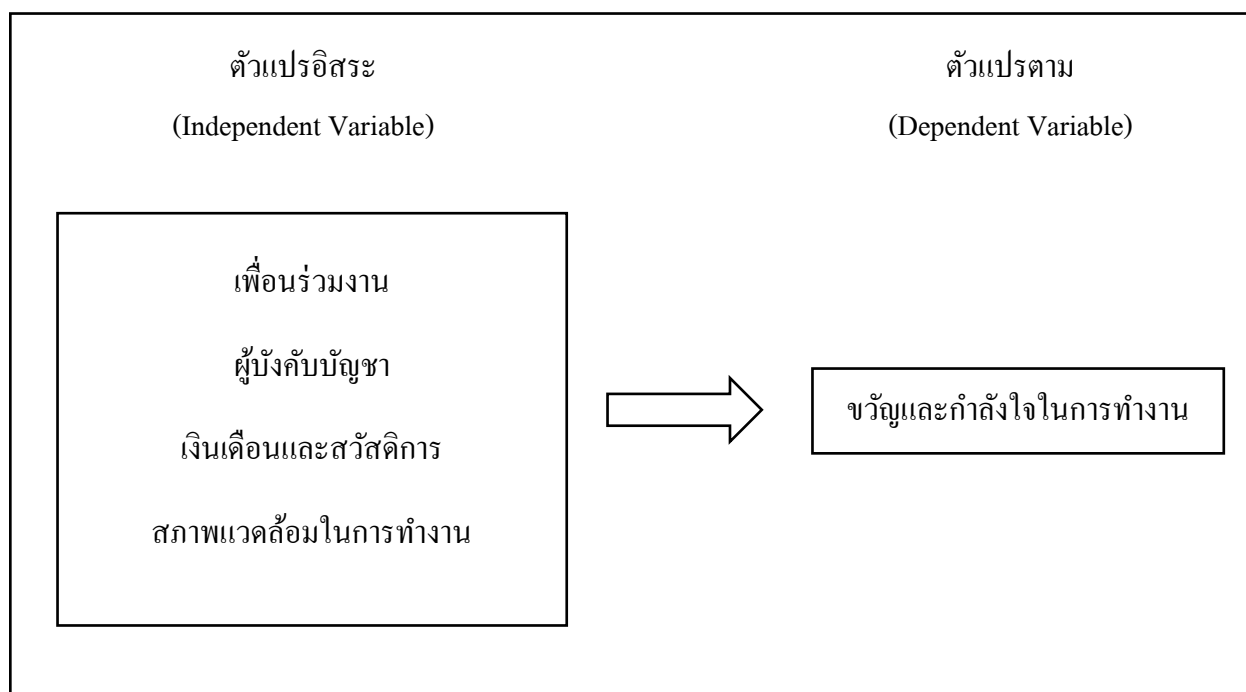 ตัวแปรอิสระ
(Independent Variable)
ตัวแปรตาม
(Dependent Variable)
เพื่อนร่วมงาน
ผู้บังคับบัญชา
เงินเดือนและสวัสดิการ
สภาพแวดล้อมในการทำงาน
ขวัญและกำลังใจในการทำงาน